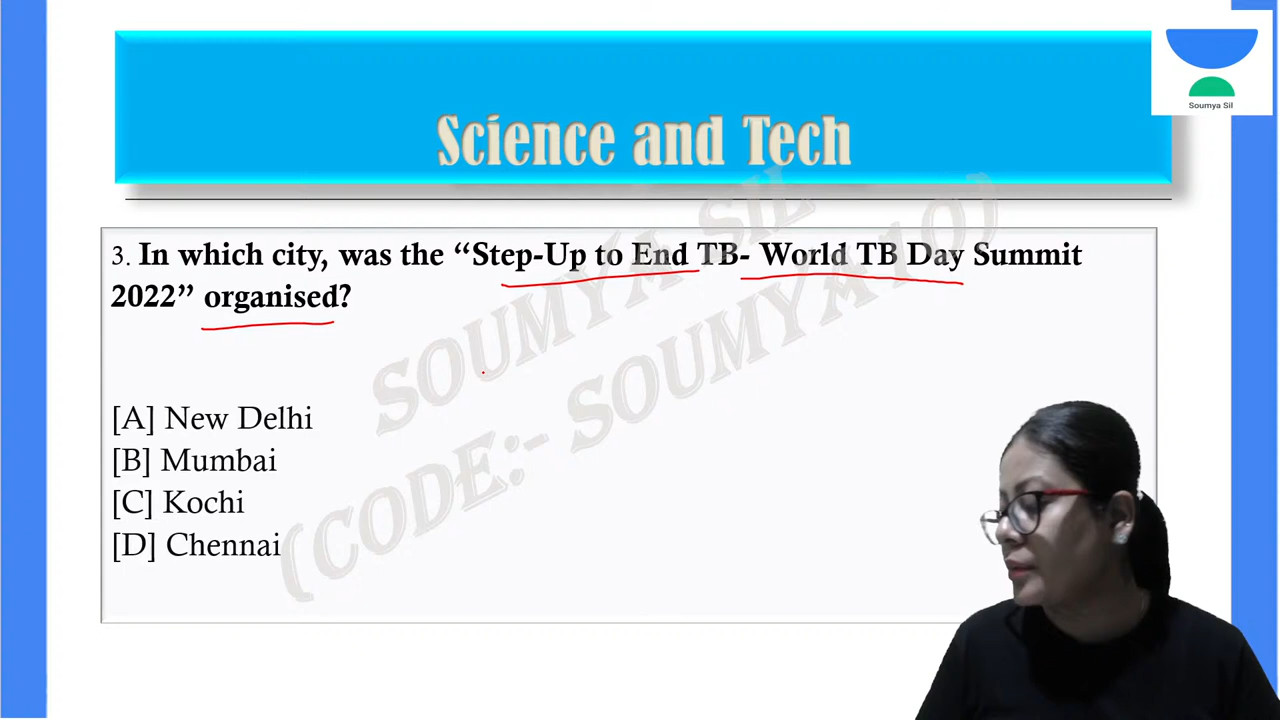 Soumya Sil
Science and Tech
3. In which city, was the “Step-Up to End TB- World TB Day Summit
2022” organised?
[A] New Delhi
[B] Mumbai
[C] Kochi
[D] Chennai
SOUMYA SIL
(CODE:- SOUMYA10)